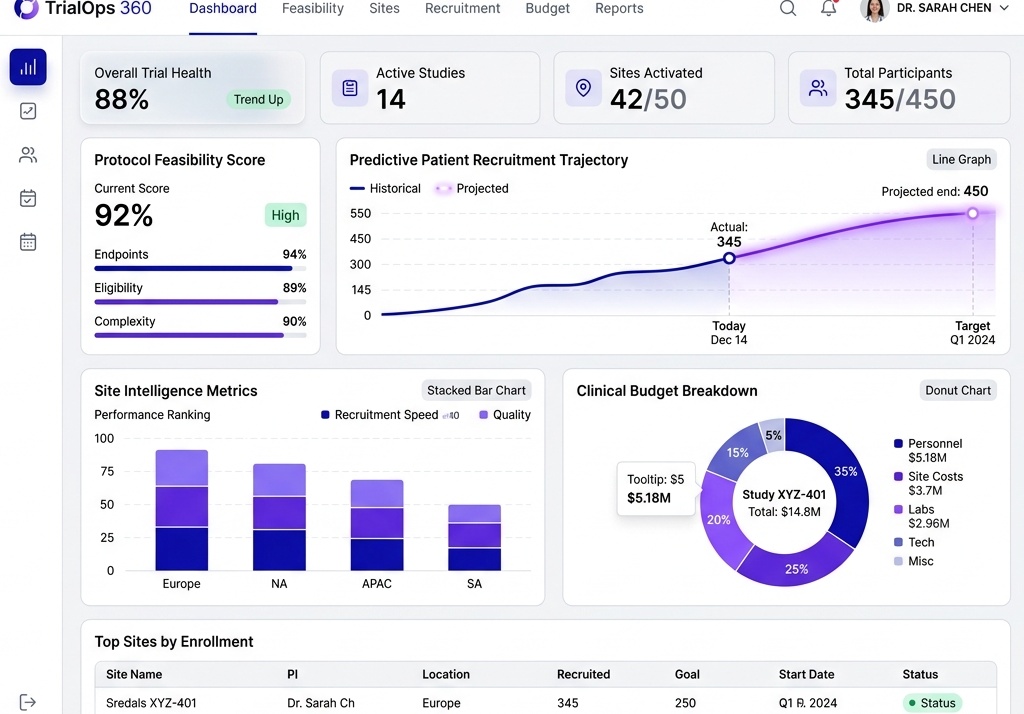 TrialOps 360
Dashboard
Feasibility
Sites
Recruitment
Budget
Reports
DR. SARAH CHEN
Overall Trial Health
88%
Trend Up
Active Studies
14
Sites Activated
42/50
Total Participants
345/450
Protocol Feasibility Score
Current Score
92%
High
Endpoints 94%
Eligibility 89%
Complexity 90%
Predictive Patient Recruitment Trajectory
Line Graph
Historical
Projected
Projected end: 450
550
450
300
145
0
Actual:
345
Today
Dec 14
Target
Q1 2024
Site Intelligence Metrics
Stacked Bar Chart
Performance Ranking
Recruitment Speed
Quality
100
75
50
25
0
Europe
NA
APAC
SA
Clinical Budget Breakdown
Donut Chart
5%
15%
35%
20%
25%
Study XYZ-401
Total: $14.8M
Tooltip: $5
$5.18M
Personnel
$5.18M
Site Costs
$3.7M
Labs
$2.96M
Tech
Misc
Top Sites by Enrollment
Site Name PI Location Recruited Goal Start Date Status
Sredals XYZ-401 Dr. Sarah Ch Europe 345 250 Q1 2024 Status